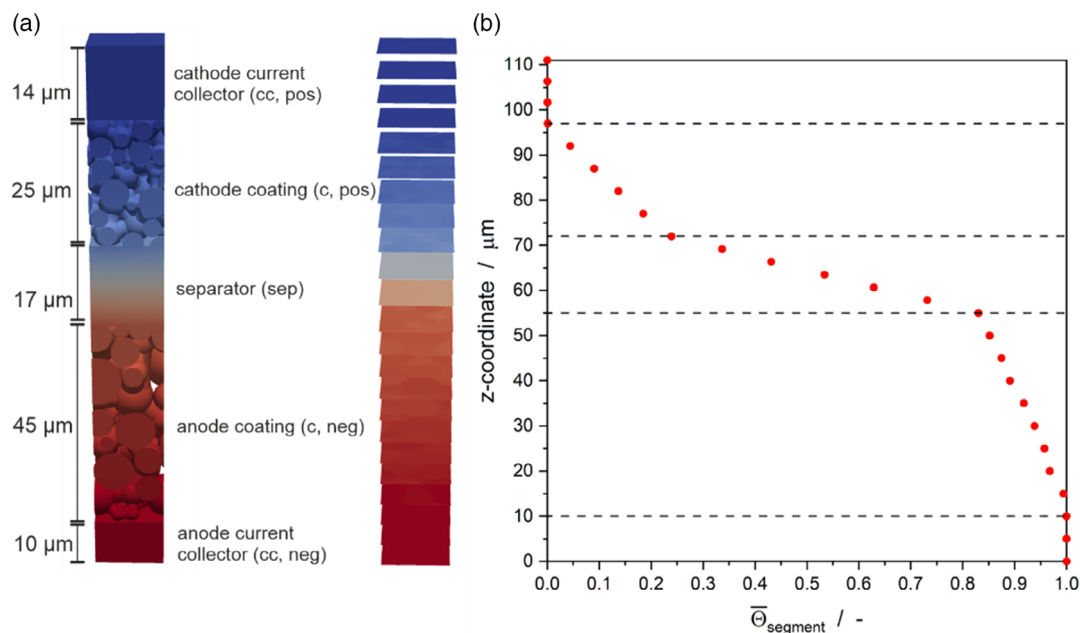 (a)
14 μm
cathode current
collector (cc, pos)
25 μm
cathode coating (c, pos)
17 μm
separator (sep)
45 μm
anode coating (c, neg)
10 μm
anode current
collector (cc, neg)
(b)
z-coordinate / μm
110
100
90
80
70
60
50
40
30
20
10
0
0.0 0.1 0.2 0.3 0.4 0.5 0.6 0.7 0.8 0.9 1.0
Θ̅segment / -